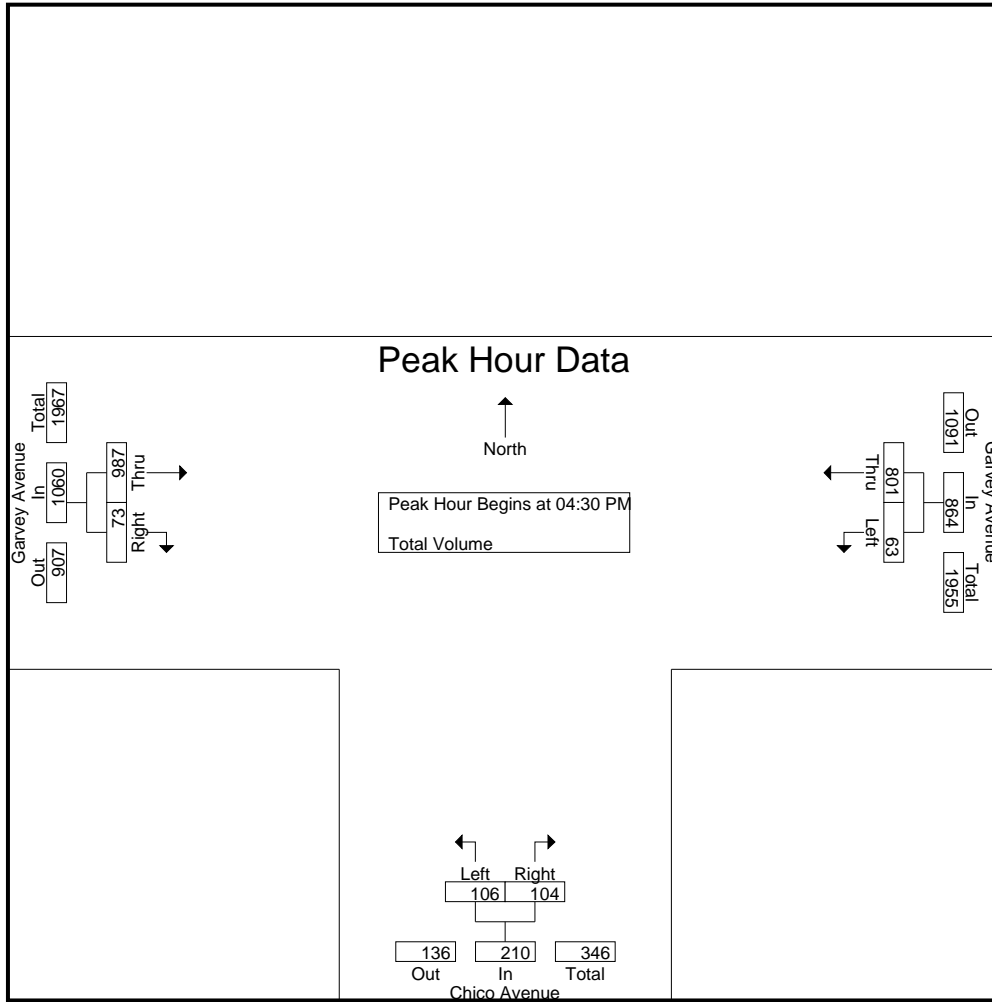 Peak Hour Data
North
Peak Hour Begins at 04:30 PM
Total Volume
Garvey Avenue
Out In Total
907 1060 1967
73 987
Right Thru
Garvey Avenue
Out In Total
1091 864 1955
801 63
Thru Left
Left Right
106 104
136 210 346
Out In Total
Chico Avenue